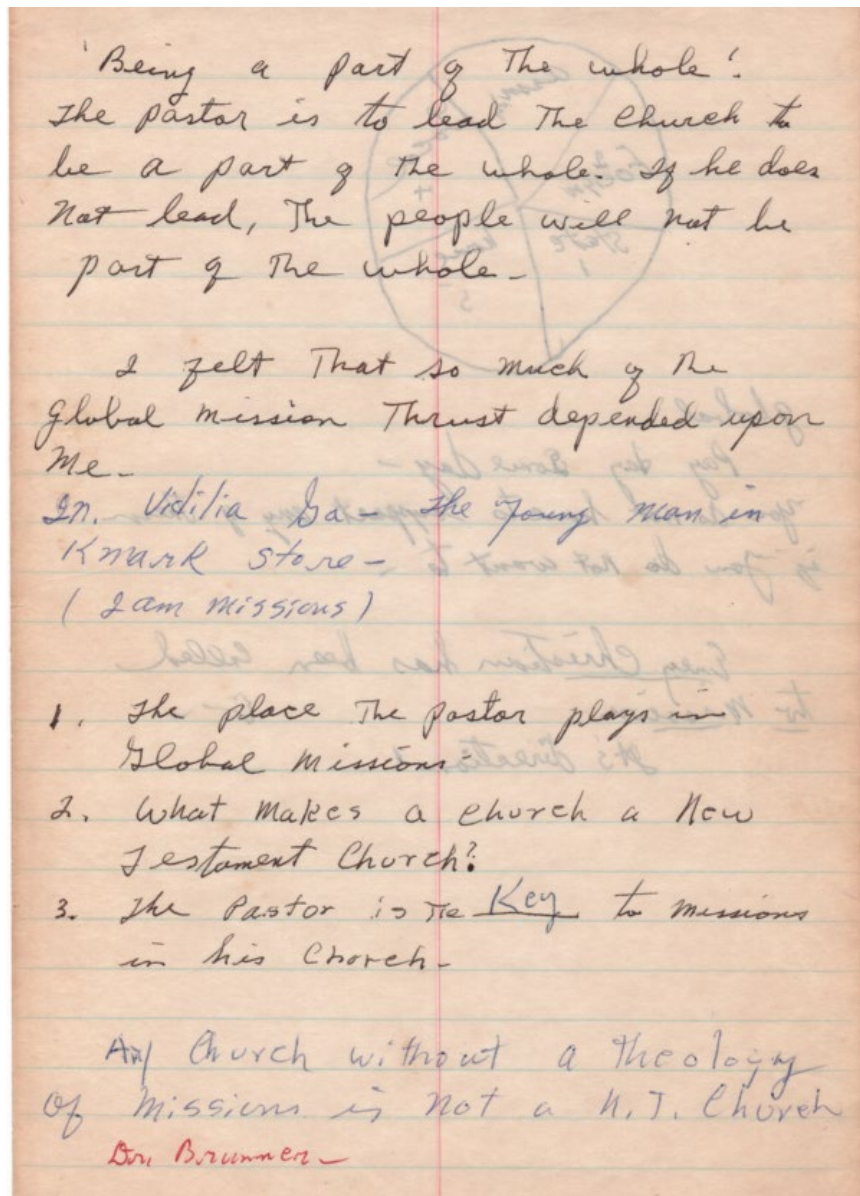 'Being a part of The whole'.
The pastor is to lead The Church to
be a part of the whole. If he does
Not lead, The people will not be
part of The whole -
I felt That so much of The
Global Mission Thrust depended upon
Me -
In. Vidilia Ga - The young man in
Kmark store -
(I am missions)
1. The place The pastor plays in
Global Missions -
2. What makes a church a New
Testament Church?
3. The Pastor is The Key to missions
in his Church -
Any Church without a theology
Of Missions is not a N.T. Church
Brunner -